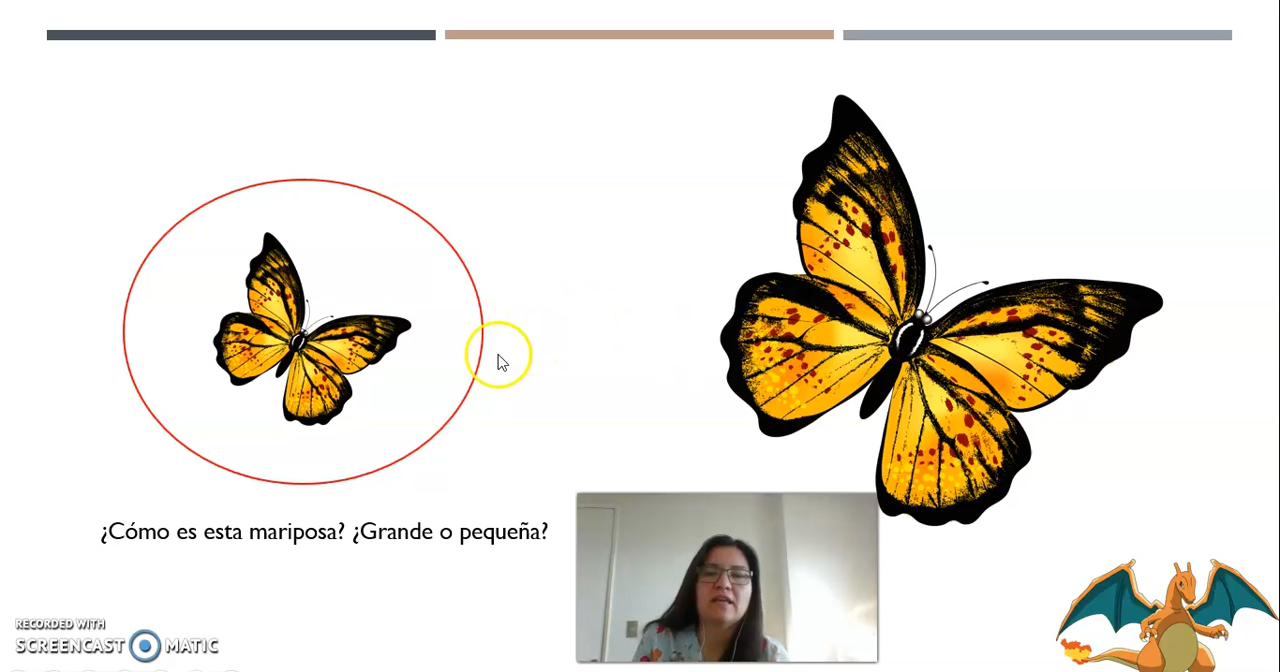 ¿Cómo es esta mariposa? ¿Grande o pequeña?
RECORDED WITH
SCREENCAST MATIC